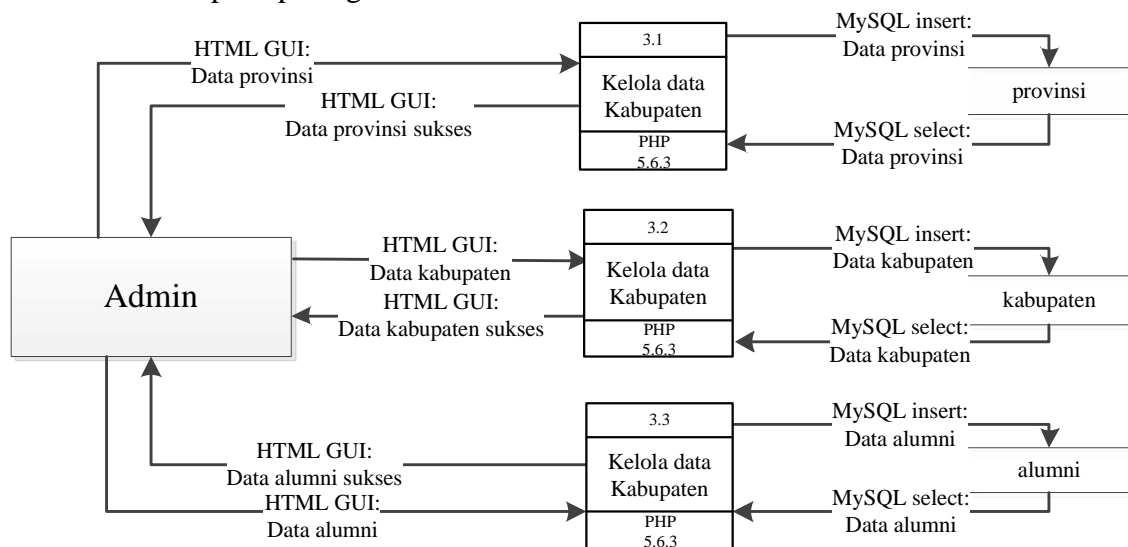 HTML GUI:
Data provinsi
HTML GUI:
Data provinsi sukses
3.1
Kelola data
Kabupaten
PHP
5.6.3
MySQL insert:
Data provinsi
provinsi
MySQL select:
Data provinsi
Admin
HTML GUI:
Data kabupaten
HTML GUI:
Data kabupaten sukses
3.2
Kelola data
Kabupaten
PHP
5.6.3
MySQL insert:
Data kabupaten
kabupaten
MySQL select:
Data kabupaten
HTML GUI:
Data alumni sukses
HTML GUI:
Data alumni
3.3
Kelola data
Kabupaten
PHP
5.6.3
MySQL insert:
Data alumni
alumni
MySQL select:
Data alumni